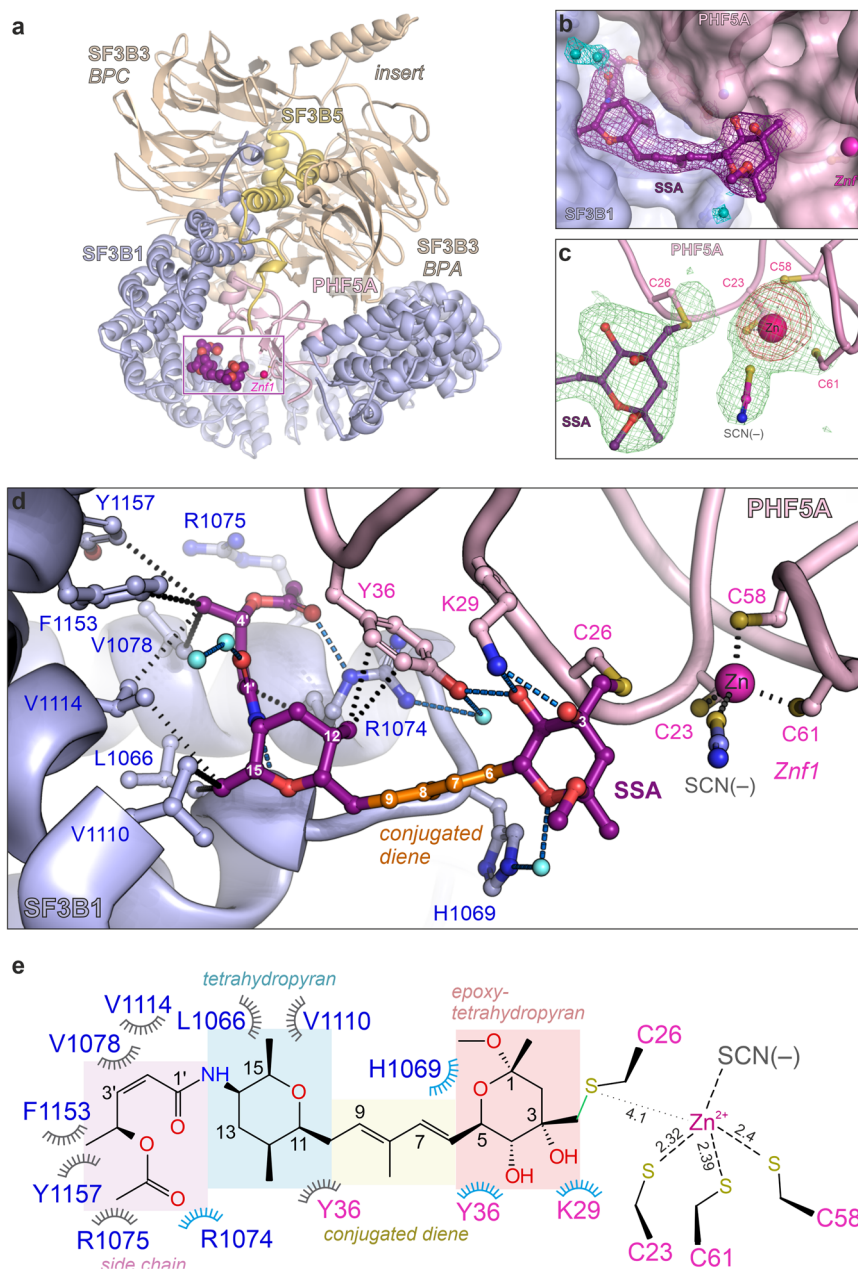 a
SF3B3
BPC
insert
SF3B5
SF3B1
SF3B3
BPA
PHF5A
Znf1
b
PHF5A
SSA
Znf1
SF3B1
c
PHF5A
C26
C23
C58
Zn
C61
SSA
SCN(–)
d
Y1157
R1075
PHF5A
Y36
K29
C58
F1153
C26
4'
V1078
Zn
V1114
1'
12
R1074
3
C23
C61
L1066
15
SSA
Znf1
6
7
8
9
SCN(–)
V1110
conjugated
diene
SF3B1
H1069
e
tetrahydropyran
epoxy-
tetrahydropyran
V1114
L1066
V1110
C26
V1078
O
SCN(–)
H1069
15
1
S
3'
1'
NH
O
O
4.1
Zn2+
F1153
O
9
3
13
7
5
2.32
2.39
2.4
O
11
OH
S
S
S
Y1157
OH
O
Y36
Y36
K29
C58
R1075
R1074
conjugated diene
C23
C61
side chain